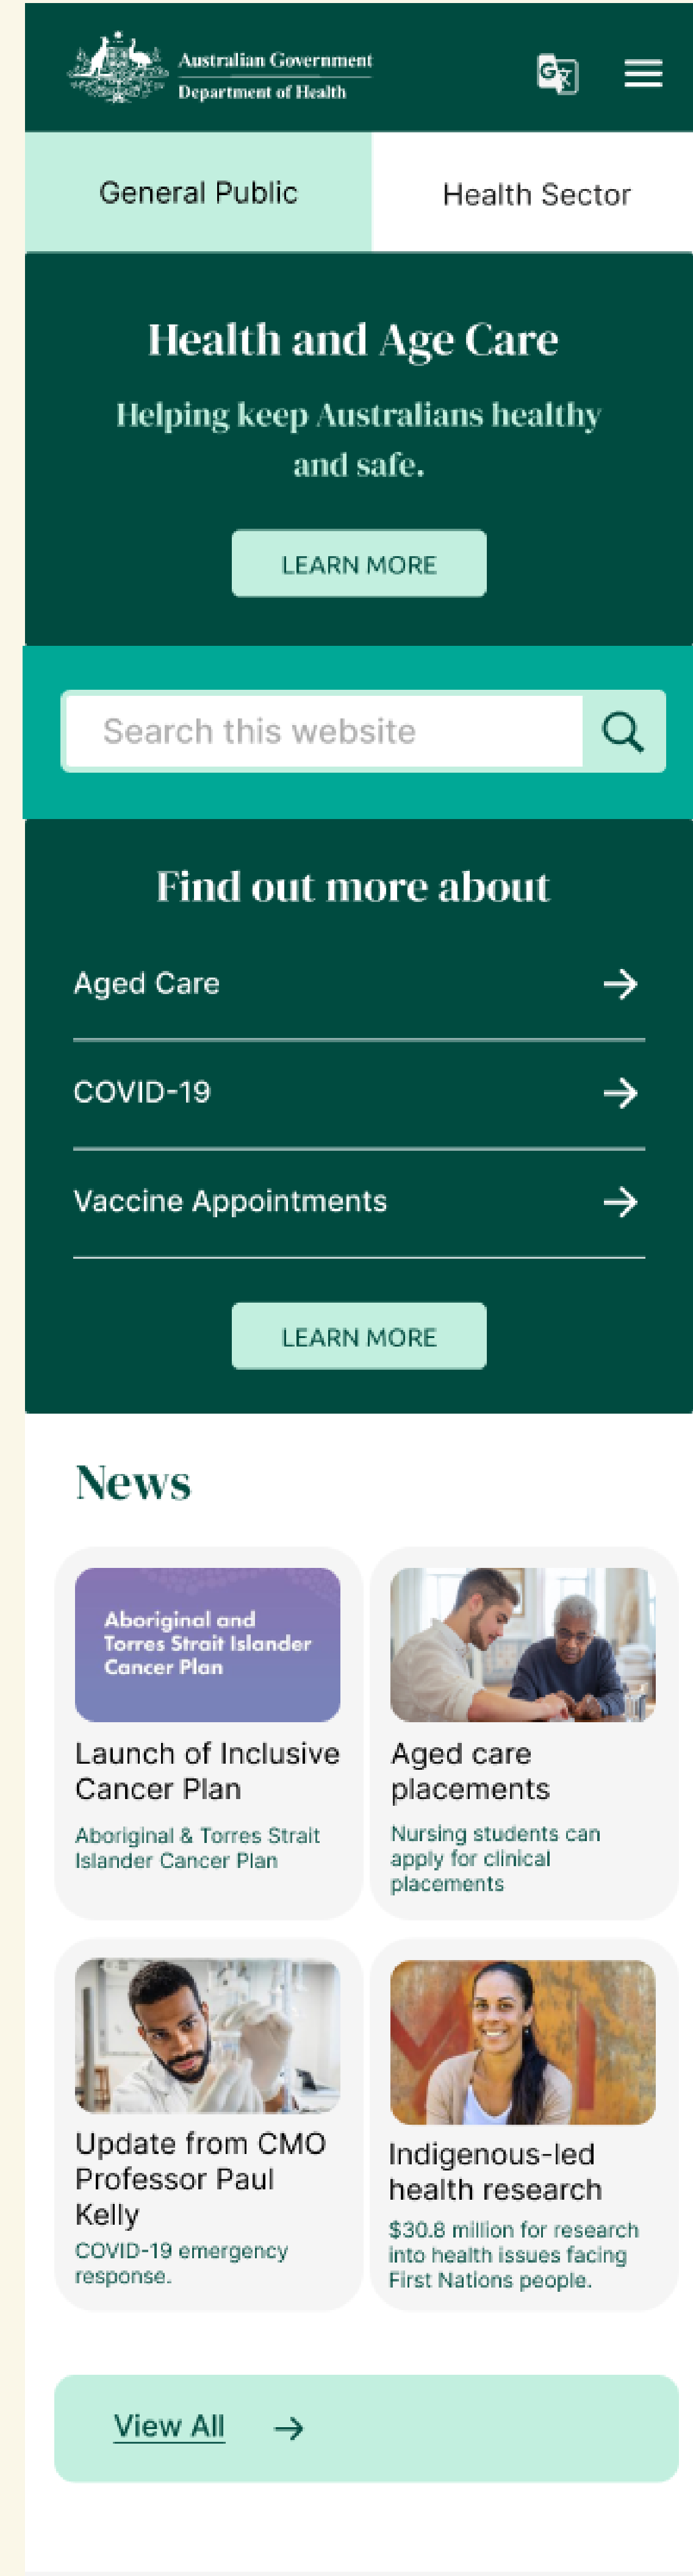 Australian Government
Department of Health
General Public
Health Sector
Health and Age Care
Helping keep Australians healthy
and safe.
LEARN MORE
Search this website
Find out more about
Aged Care
COVID-19
Vaccine Appointments
LEARN MORE
News
Aboriginal and
Torres Strait Islander
Cancer Plan
Launch of Inclusive
Cancer Plan
Aboriginal & Torres Strait
Islander Cancer Plan
Aged care
placements
Nursing students can
apply for clinical
placements
Update from CMO
Professor Paul
Kelly
COVID-19 emergency
response.
Indigenous-led
health research
$30.8 million for research
into health issues facing
First Nations people.
View All